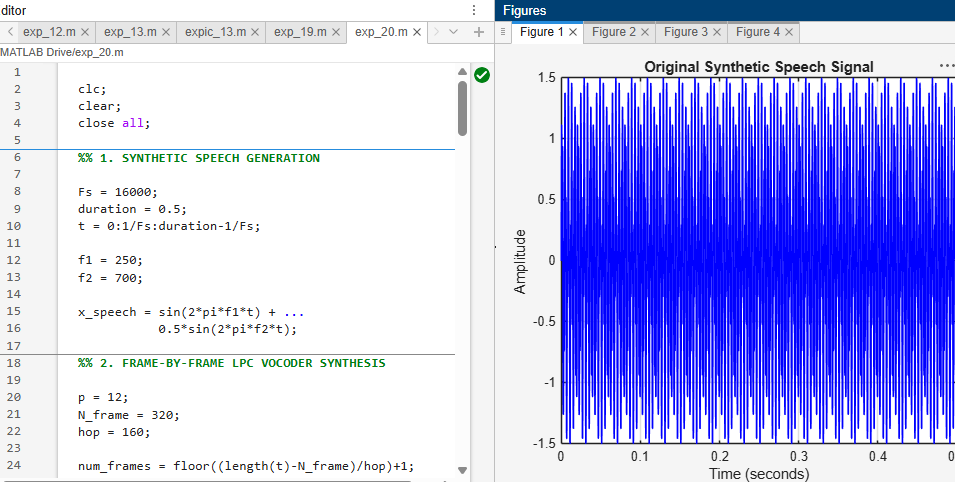 ditor
exp_12.m × exp_13.m × expic_13.m × exp_19.m × exp_20.m ×
MATLAB Drive/exp_20.m
1
2 clc;
3 clear;
4 close all;
5
6 %% 1. SYNTHETIC SPEECH GENERATION
7
8 Fs = 16000;
9 duration = 0.5;
10 t = 0:1/Fs:duration-1/Fs;
11
12 f1 = 250;
13 f2 = 700;
14
15 x_speech = sin(2*pi*f1*t) + ...
16 0.5*sin(2*pi*f2*t);
17
18 %% 2. FRAME-BY-FRAME LPC VOCODER SYNTHESIS
19
20 p = 12;
21 N_frame = 320;
22 hop = 160;
23
24 num_frames = floor((length(t)-N_frame)/hop)+1;
Figures
Figure 1 × Figure 2 × Figure 3 × Figure 4 ×
Original Synthetic Speech Signal
1.5
1
0.5
0
-0.5
-1
-1.5
Amplitude
0 0.1 0.2 0.3 0.4 0
Time (seconds)